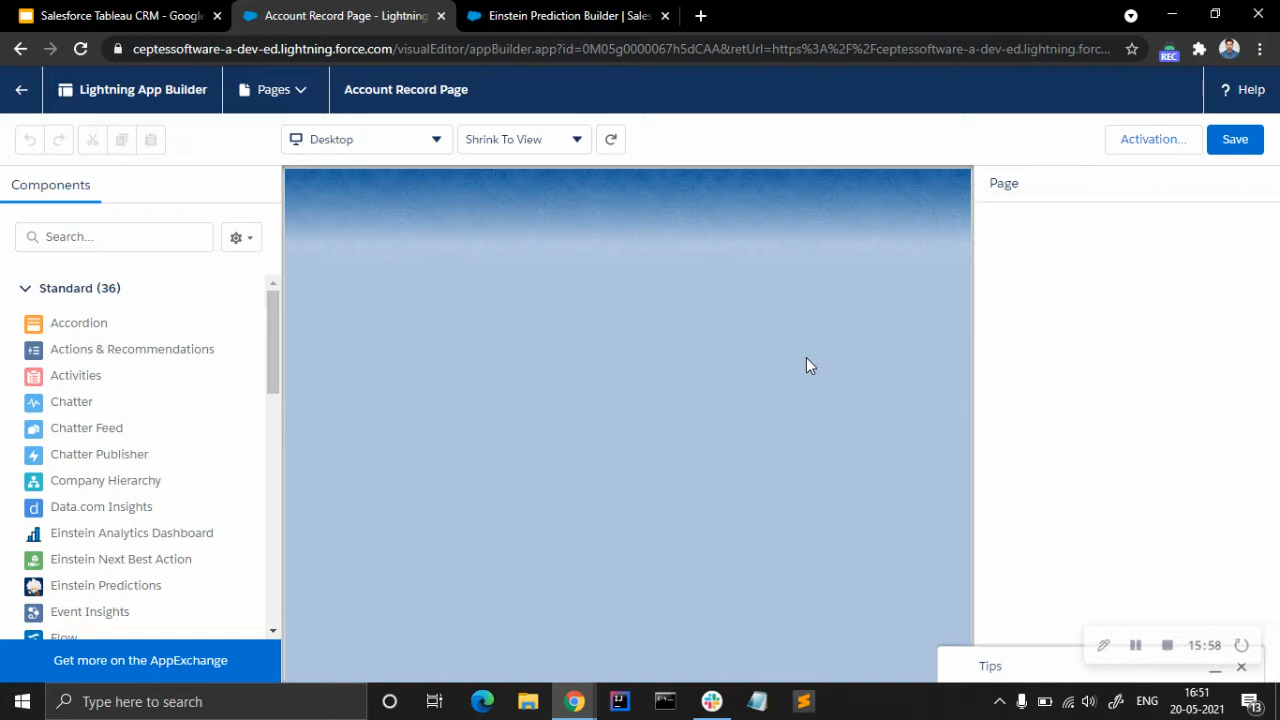 Salesforce Tableau CRM - Google
Account Record Page - Lightning
Einstein Prediction Builder | Sales
ceptessoftware-a-dev-ed.lightning.force.com/visualEditor/appBuilder.app?id=0M05g0000067h5dCAA&retUrl=https%3A%2F%2Fceptessoftware-a-dev-ed.lightning.forc...
REC
Lightning App Builder
Pages
Account Record Page
? Help
Desktop
Shrink To View
Activation...
Save
Components
Page
Search...
Standard (36)
Accordion
Actions & Recommendations
Activities
Chatter
Chatter Feed
Chatter Publisher
Company Hierarchy
d Data.com Insights
Einstein Analytics Dashboard
Einstein Next Best Action
Einstein Predictions
Event Insights
Flow
Get more on the AppExchange
15:58
Tips
Type here to search
ENG
16:51
20-05-2021
13